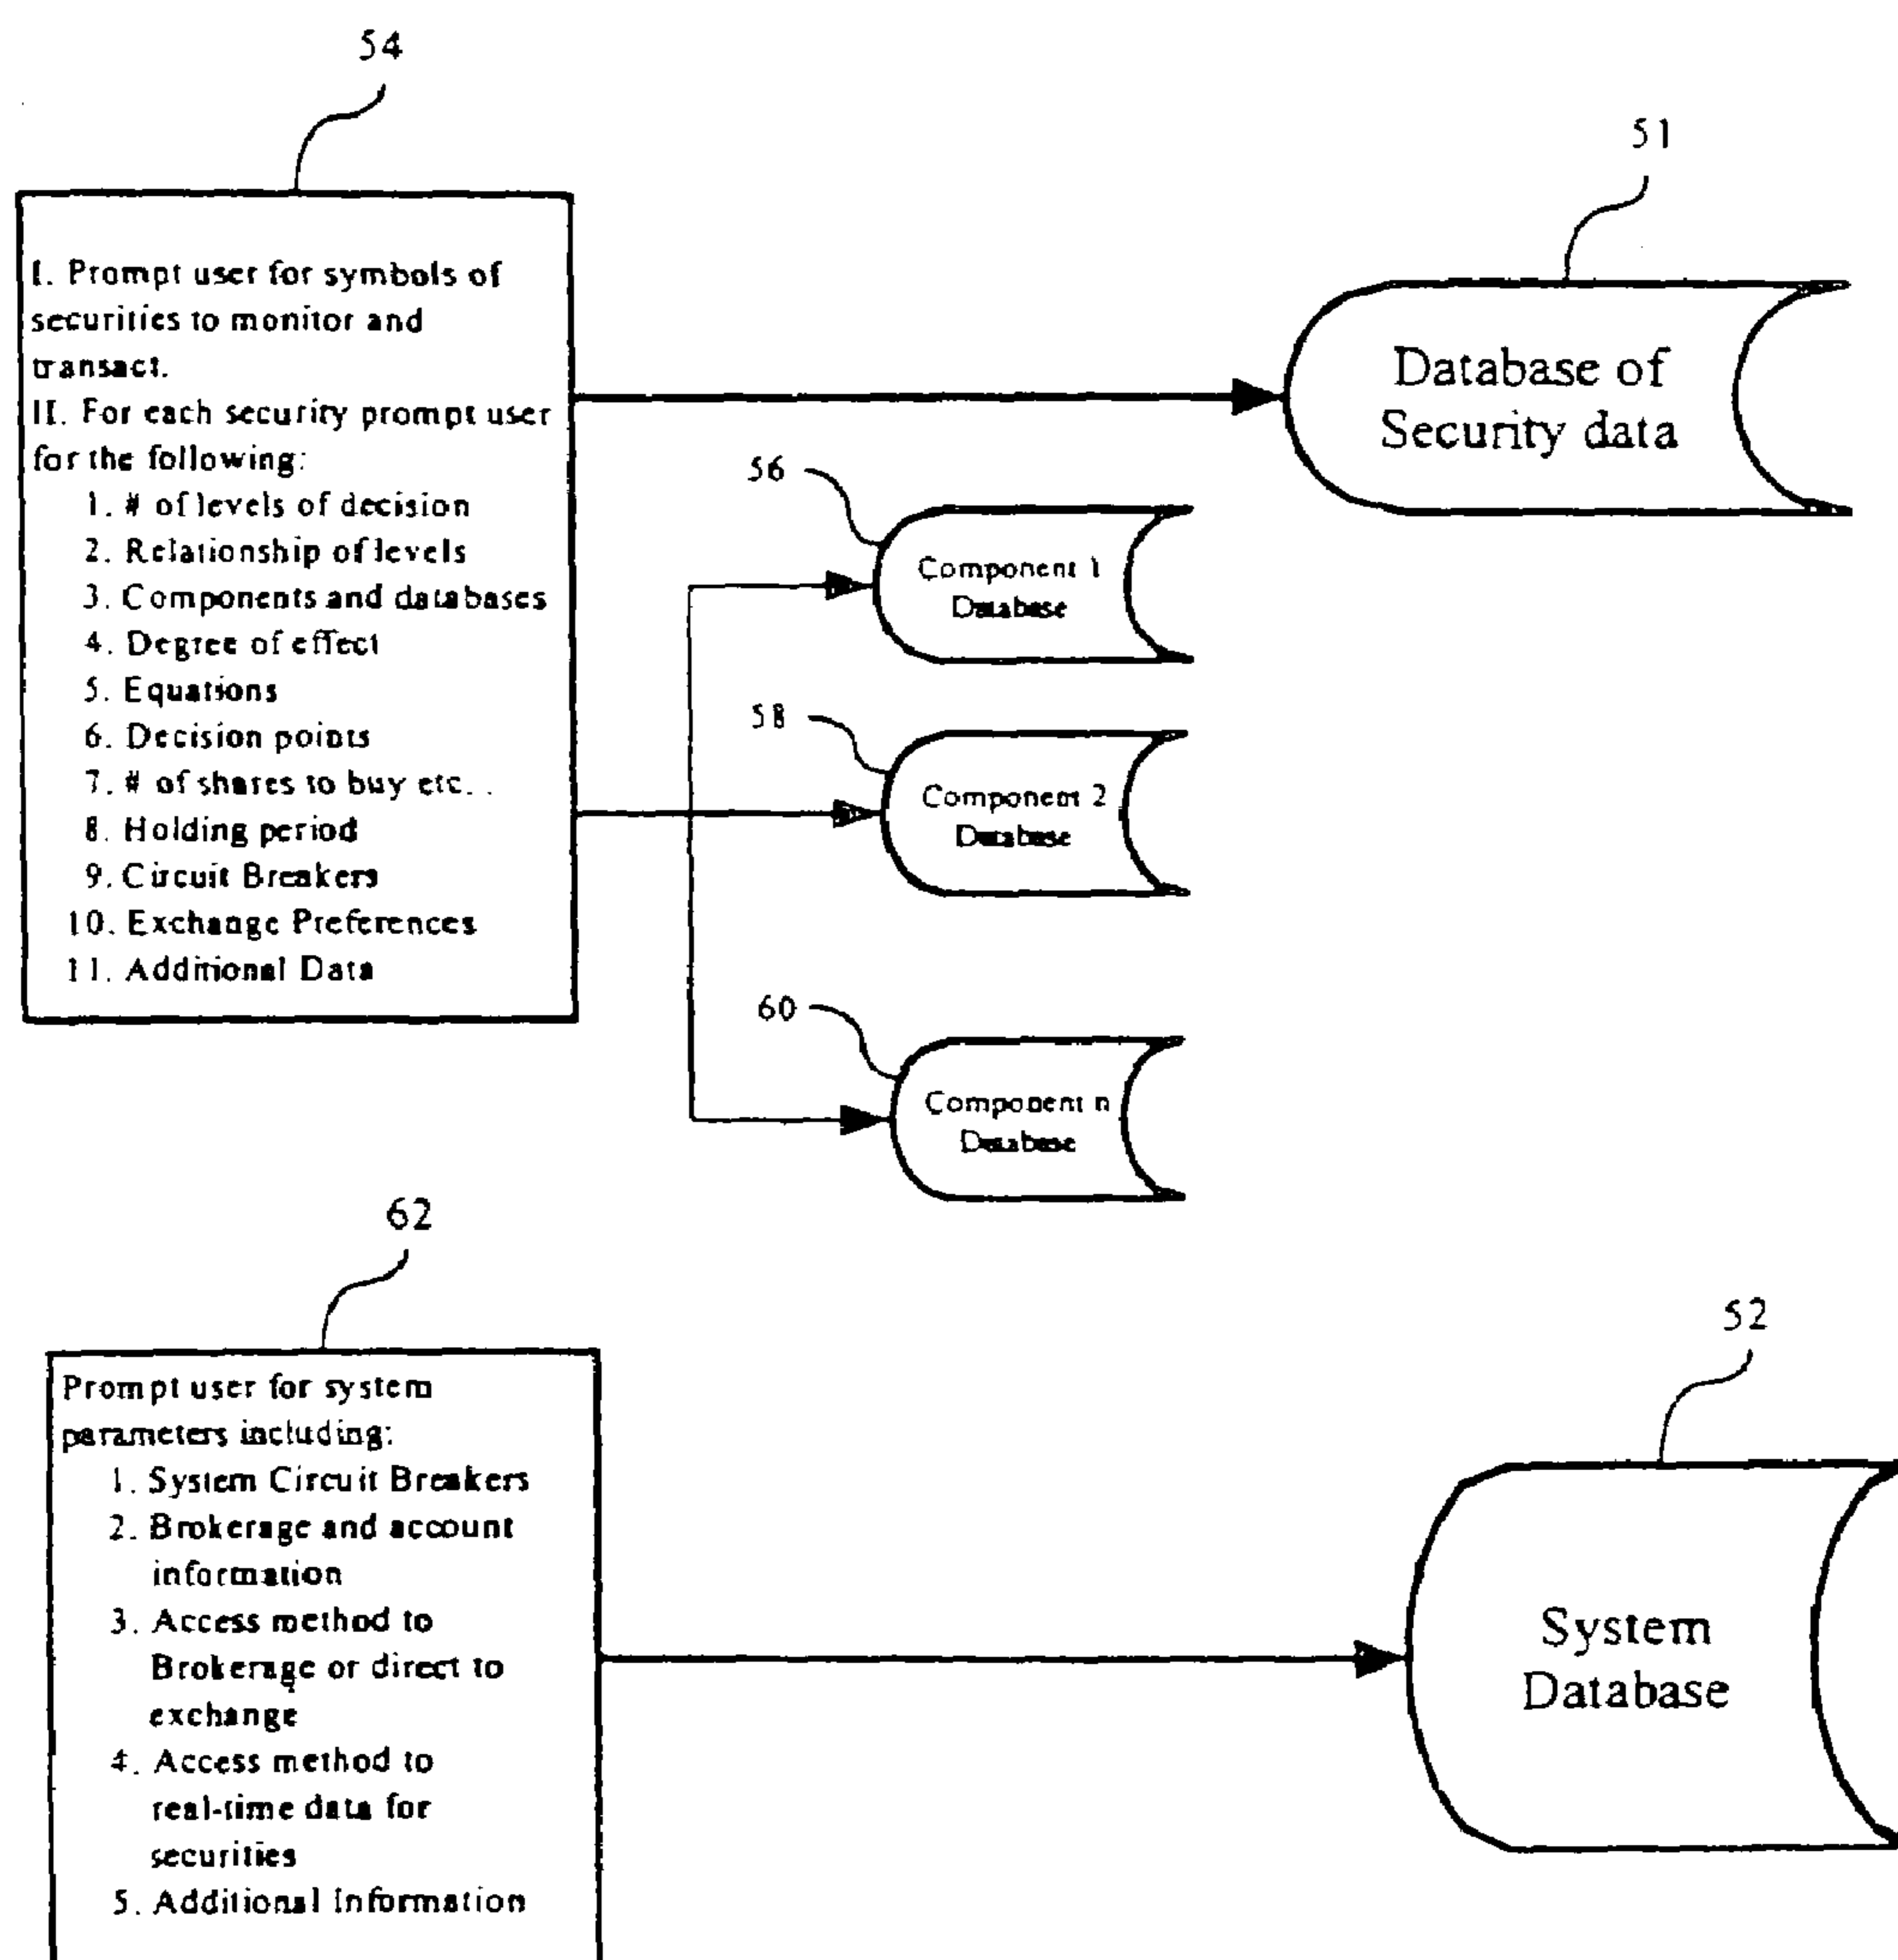 54
51
I. Prompt user for symbols of
securities to monitor and
transact.
II. For each security prompt user
for the following:
1. # of levels of decision
2. Relationship of levels
3. Components and databases
4. Degree of effect
5. Equations
6. Decision points
7. # of shares to buy etc. .
8. Holding period
9. Circuit Breakers
10. Exchange Preferences
11. Additional Data
Database of
Security data
56
Component 1
Database
58
Component 2
Database
60
Component n
Database
62
52
Prompt user for system
parameters including:
1. System Circuit Breakers
2. Brokerage and account
information
3. Access method to
Brokerage or direct to
exchange
4. Access method to
real-time data for
securities
5. Additional Information
System
Database